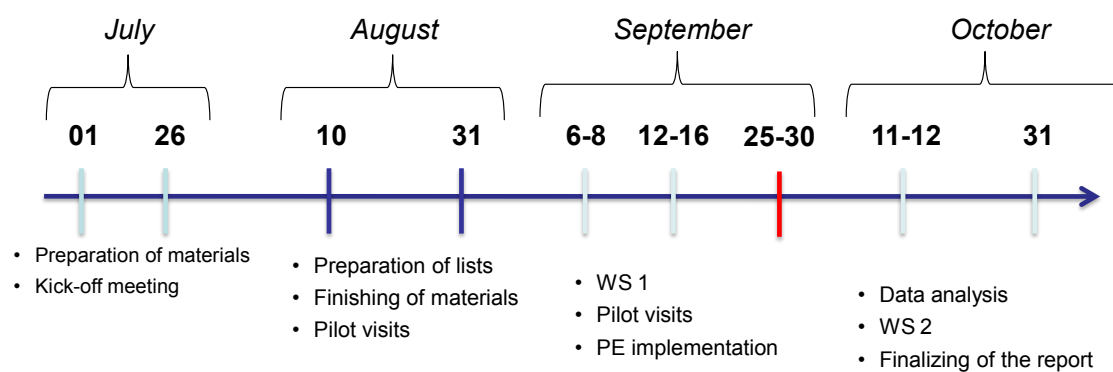 July August September October
01 26 10 31 6-8 12-16 25-30 11-12 31
• Preparation of materials
• Kick-off meeting
• Preparation of lists
• Finishing of materials
• Pilot visits
• WS 1
• Pilot visits
• PE implementation
• Data analysis
• WS 2
• Finalizing of the report